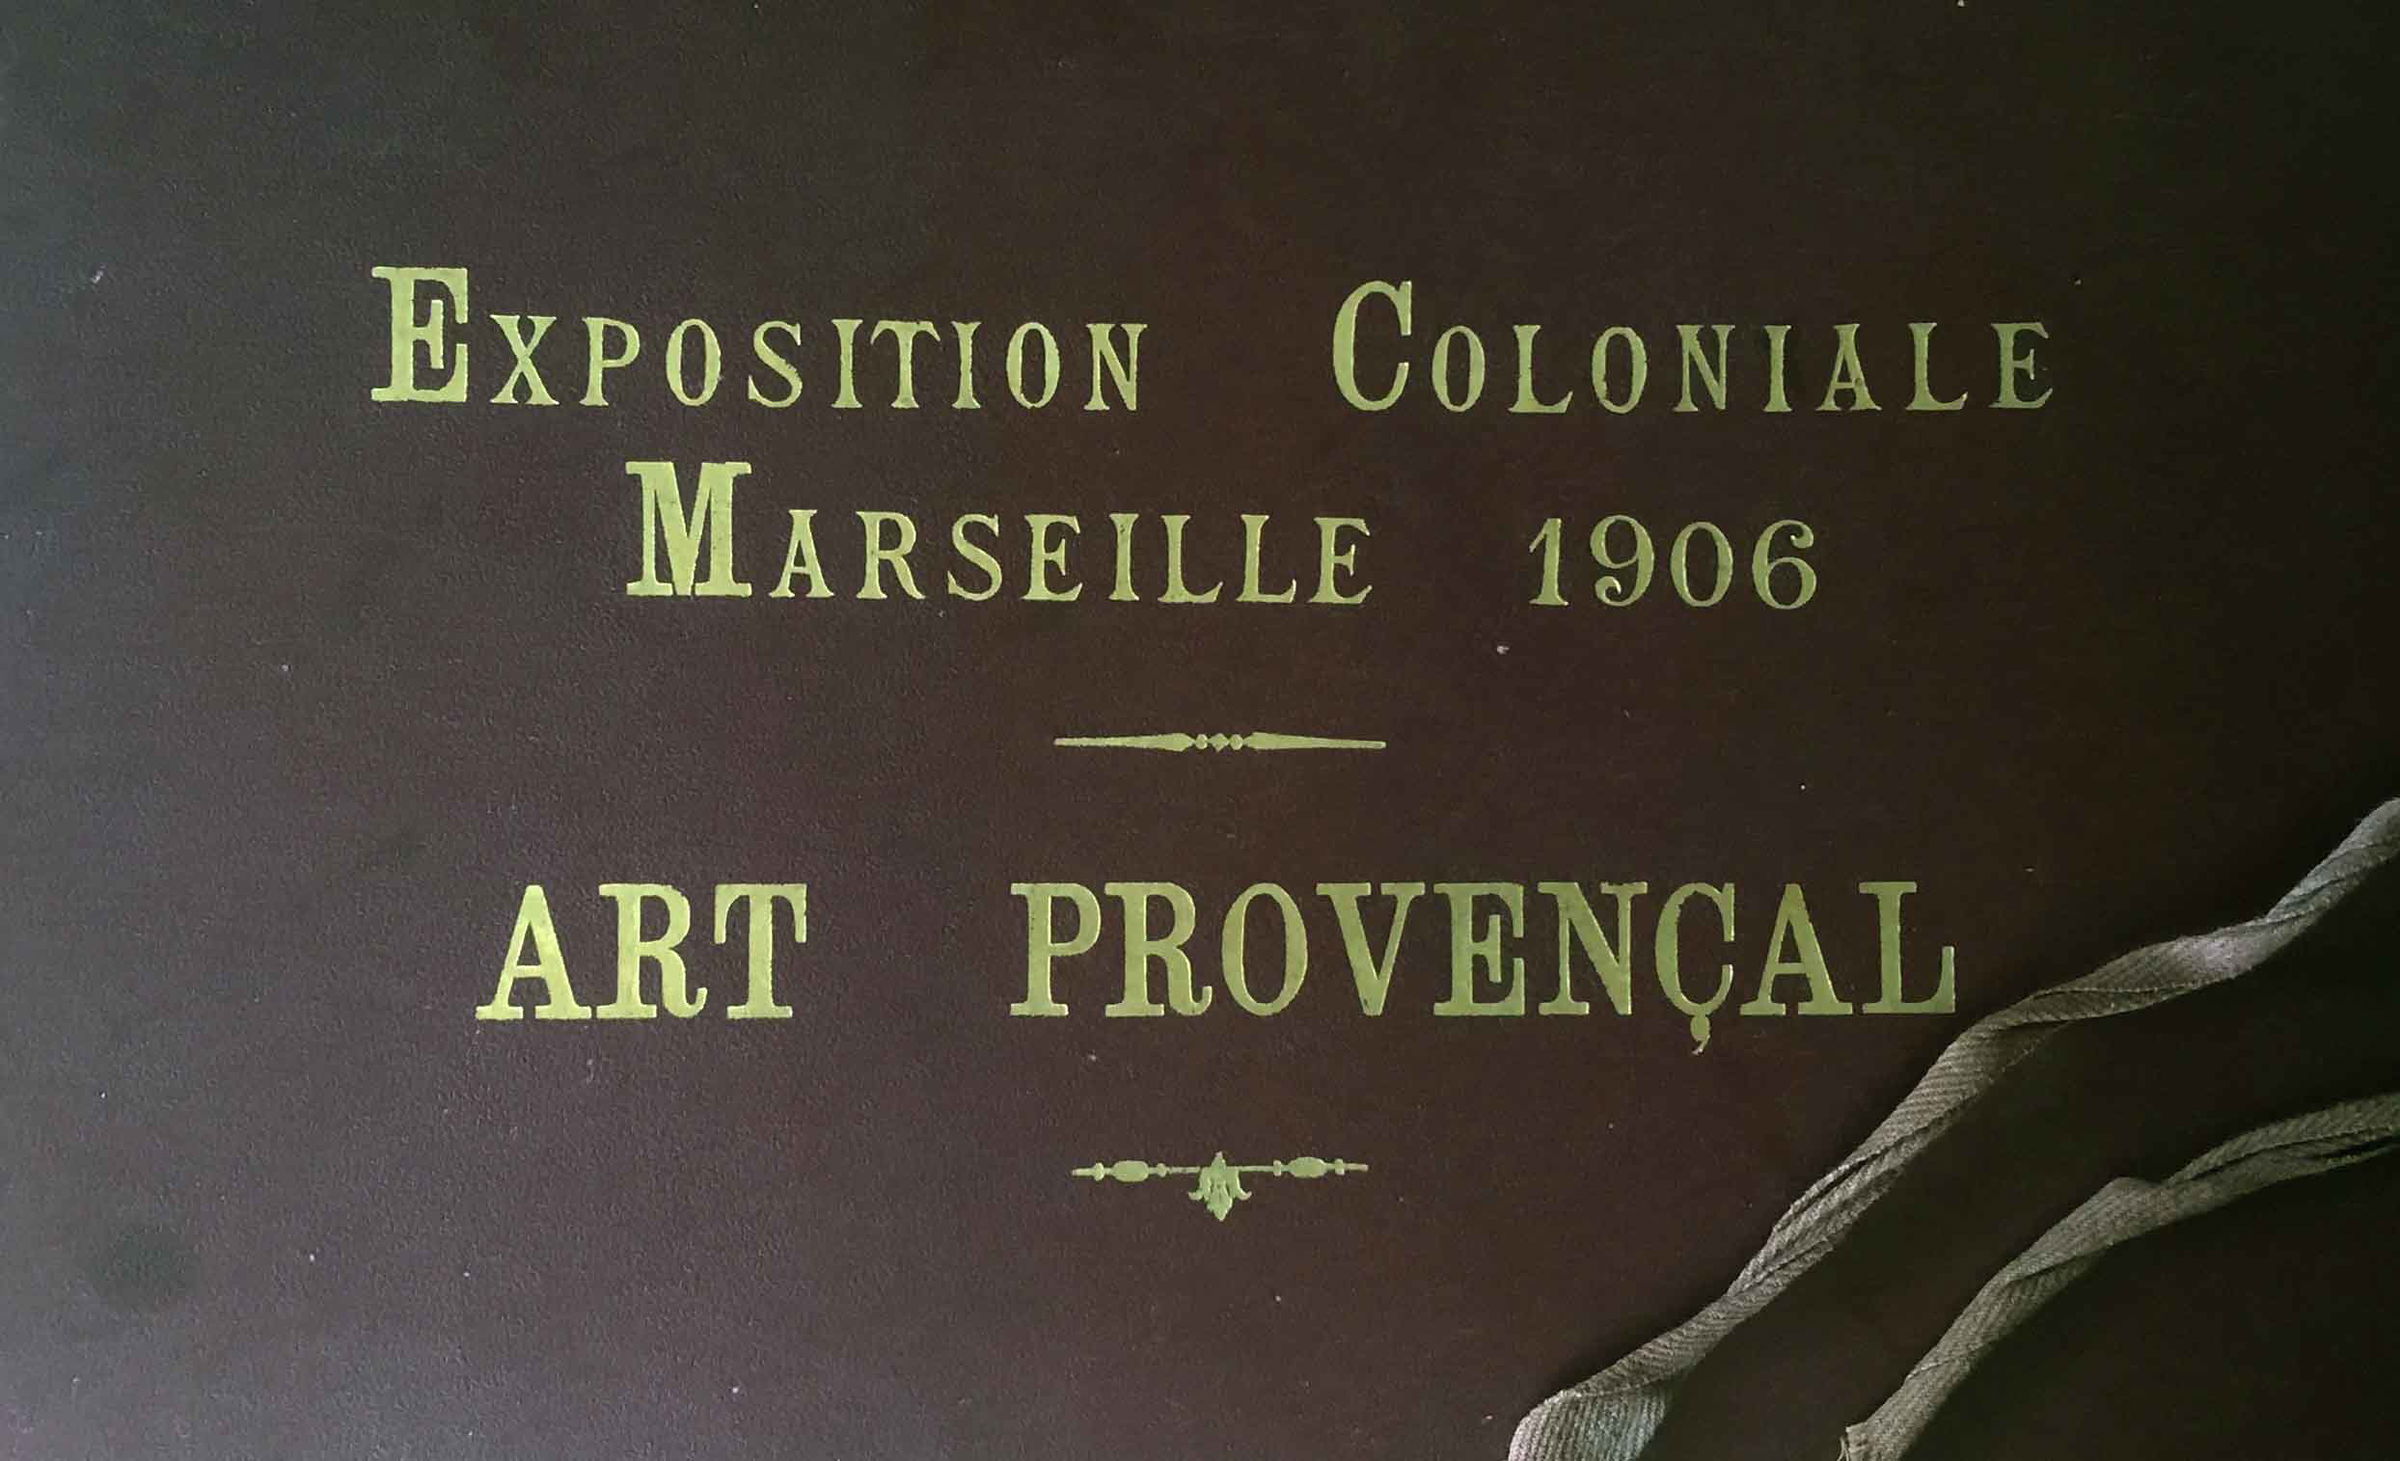 Exposition Coloniale
Marseille 1906
ART PROVENÇAL